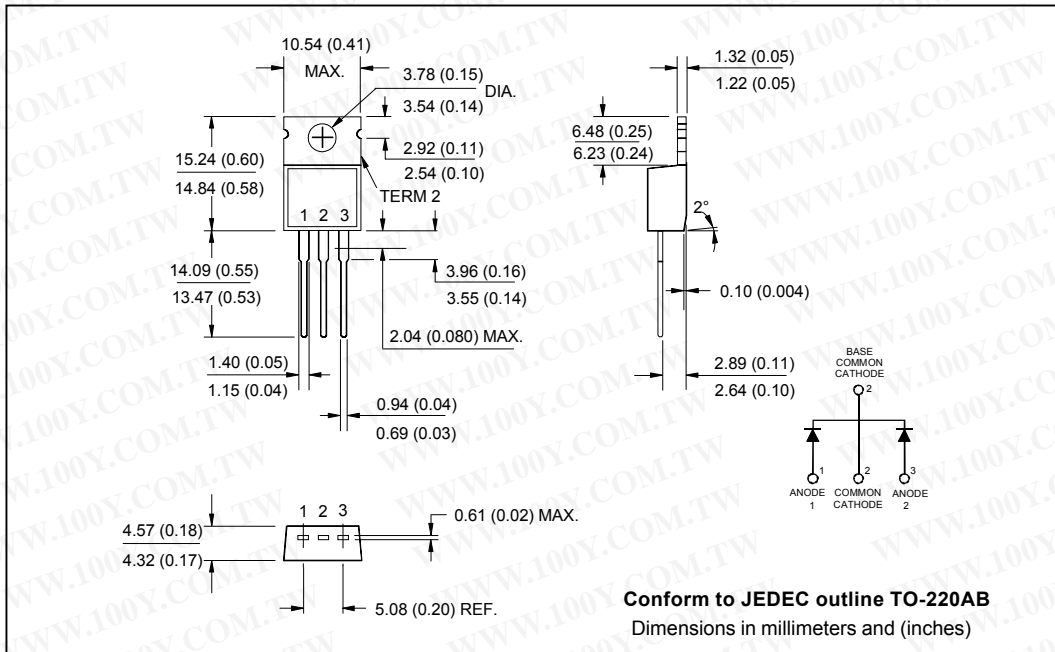 10.54 (0.41)
MAX.
3.78 (0.15)
3.54 (0.14)
DIA.
2.92 (0.11)
2.54 (0.10)
TERM 2
15.24 (0.60)
14.84 (0.58)
1 2 3
14.09 (0.55)
13.47 (0.53)
3.96 (0.16)
3.55 (0.14)
2.04 (0.080) MAX.
1.40 (0.05)
1.15 (0.04)
0.94 (0.04)
0.69 (0.03)
1.32 (0.05)
1.22 (0.05)
6.48 (0.25)
6.23 (0.24)
2°
0.10 (0.004)
2.89 (0.11)
2.64 (0.10)
BASE
COMMON
CATHODE
2
1 2 3
ANODE
1
COMMON
CATHODE
ANODE
2
1 2 3
4.57 (0.18)
4.32 (0.17)
0.61 (0.02) MAX.
5.08 (0.20) REF.
Conform to JEDEC outline TO-220AB
Dimensions in millimeters and (inches)
WWW.100Y.COM.TW